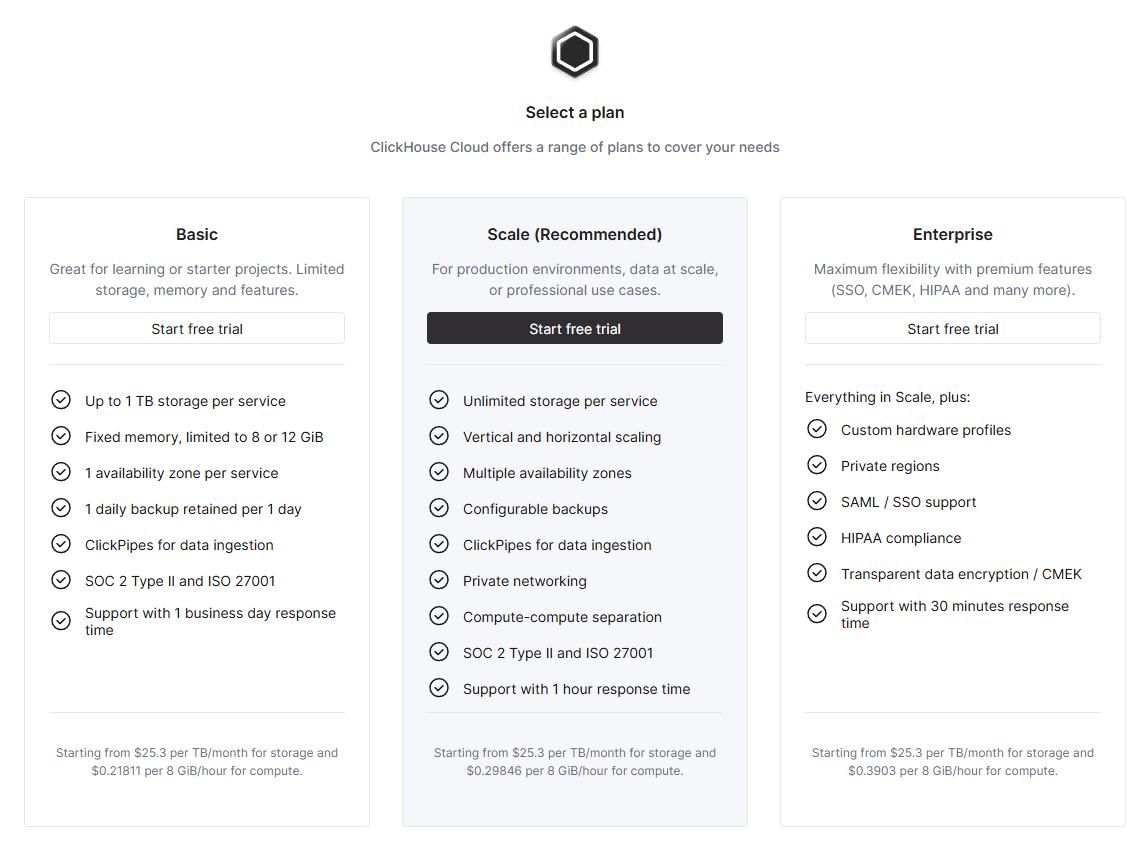 Select a plan
ClickHouse Cloud offers a range of plans to cover your needs
Basic
Great for learning or starter projects. Limited
storage, memory and features.
Start free trial
Up to 1 TB storage per service
Fixed memory, limited to 8 or 12 GiB
1 availability zone per service
1 daily backup retained per 1 day
ClickPipes for data ingestion
SOC 2 Type II and ISO 27001
Support with 1 business day response
time
Starting from $25.3 per TB/month for storage and
$0.21811 per 8 GiB/hour for compute.
Scale (Recommended)
For production environments, data at scale,
or professional use cases.
Start free trial
Unlimited storage per service
Vertical and horizontal scaling
Multiple availability zones
Configurable backups
ClickPipes for data ingestion
Private networking
Compute-compute separation
SOC 2 Type II and ISO 27001
Support with 1 hour response time
Starting from $25.3 per TB/month for storage and
$0.29846 per 8 GiB/hour for compute.
Enterprise
Maximum flexibility with premium features
(SSO, CMEK, HIPAA and many more).
Start free trial
Everything in Scale, plus:
Custom hardware profiles
Private regions
SAML / SSO support
HIPAA compliance
Transparent data encryption / CMEK
Support with 30 minutes response
time
Starting from $25.3 per TB/month for storage and
$0.3903 per 8 GiB/hour for compute.